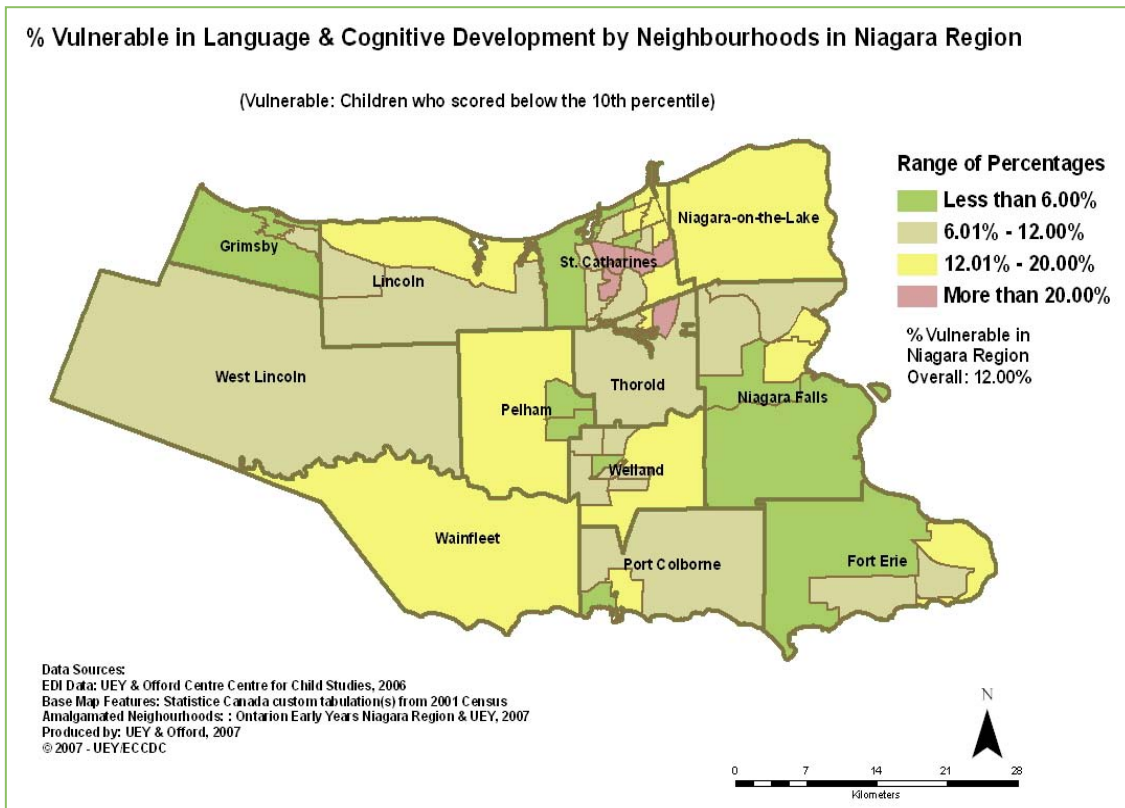 % Vulnerable in Language & Cognitive Development by Neighbourhoods in Niagara Region
(Vulnerable: Children who scored below the 10th percentile)
Range of Percentages
Less than 6.00%
6.01% - 12.00%
12.01% - 20.00%
More than 20.00%
% Vulnerable in
Niagara Region
Overall: 12.00%
Niagara-on-the-Lake
Grimsby
St. Catharines
Lincoln
West Lincoln
Thorold
Pelham
Niagara Falls
Welland
Wainfleet
Port Colborne
Fort Erie
Data Sources:
EDI Data: UEY & Offord Centre Centre for Child Studies, 2006
Base Map Features: Statistice Canada custom tabulation(s) from 2001 Census
Amalgamated Neighourhoods: : Ontarion Early Years Niagara Region & UEY, 2007
Produced by: UEY & Offord, 2007
© 2007 - UEY/ECCDC
N
0 7 14 21 28
Kilometers